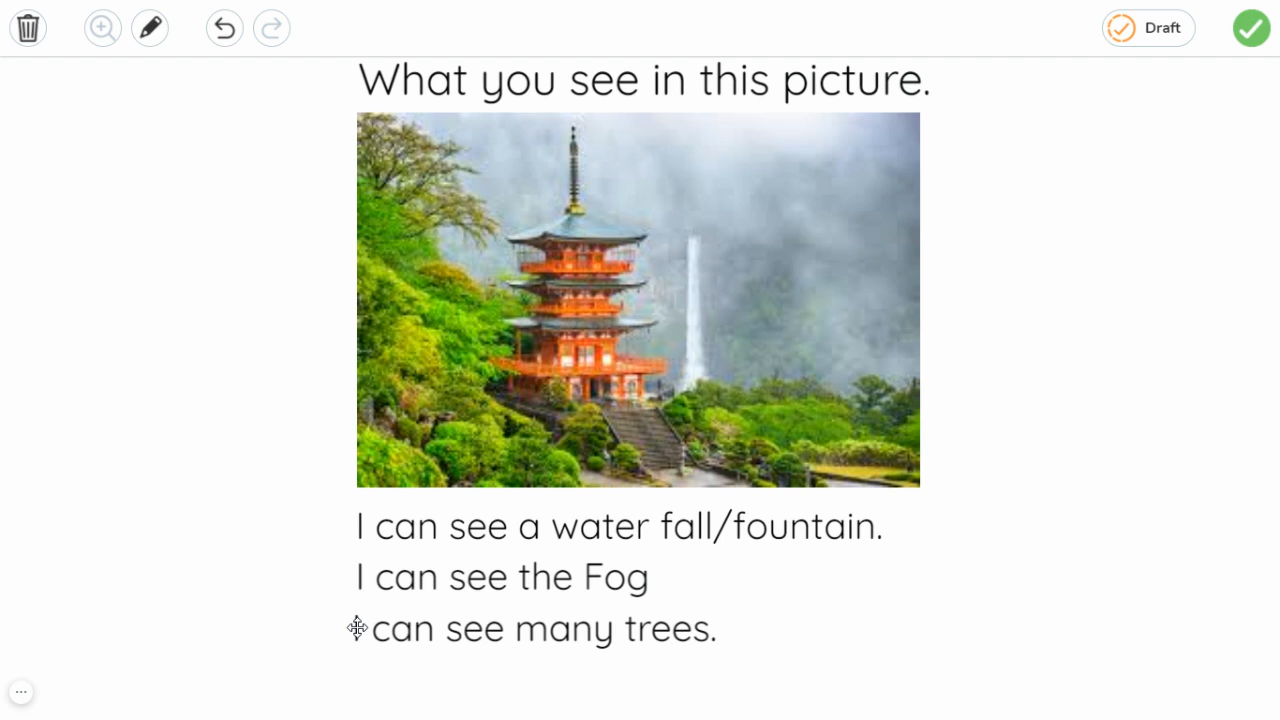 Draft
What you see in this picture.
I can see a water fall/fountain.
I can see the Fog
can see many trees.